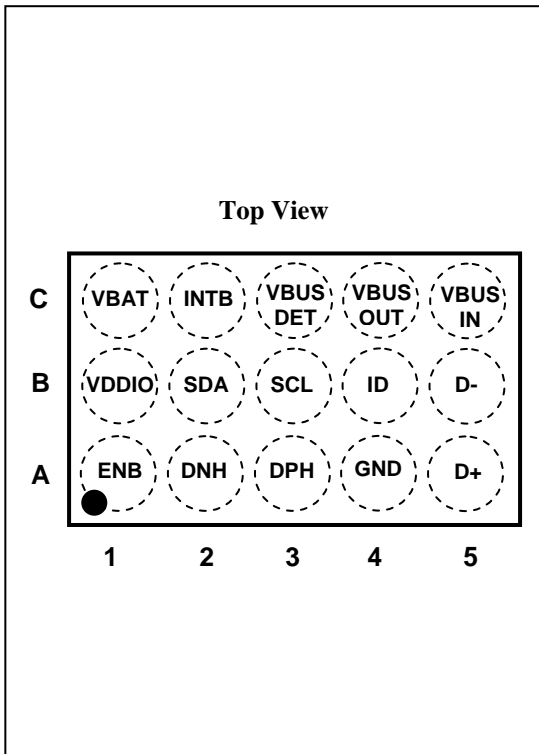 Top View
C VBAT INTB VBUS DET VBUS OUT VBUS IN
B VDDIO SDA SCL ID D-
A ENB DNH DPH GND D+
1 2 3 4 5